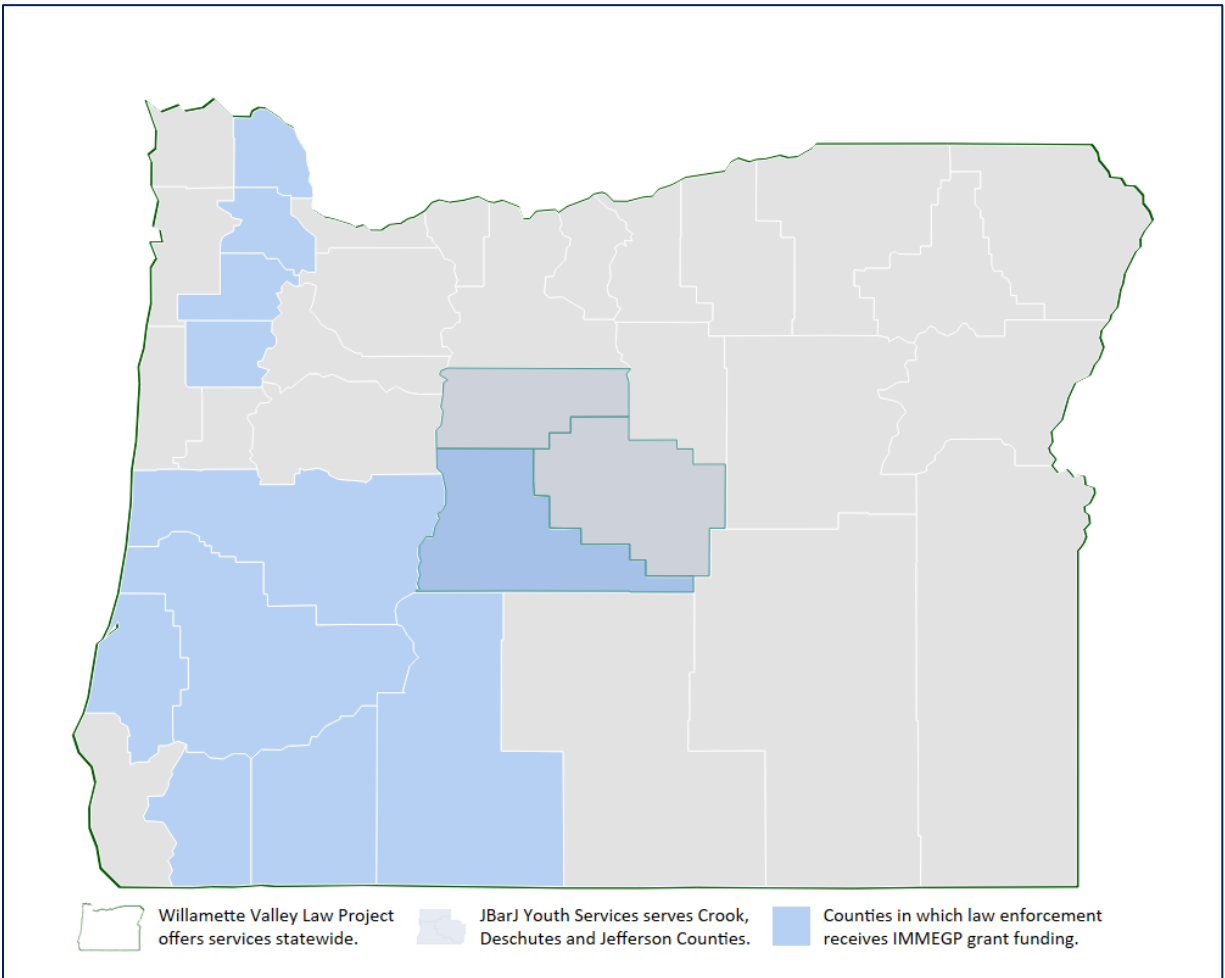 Willamette Valley Law Project
offers services statewide.
JBarJ Youth Services serves Crook,
Deschutes and Jefferson Counties.
Counties in which law enforcement
receives IMMEGP grant funding.